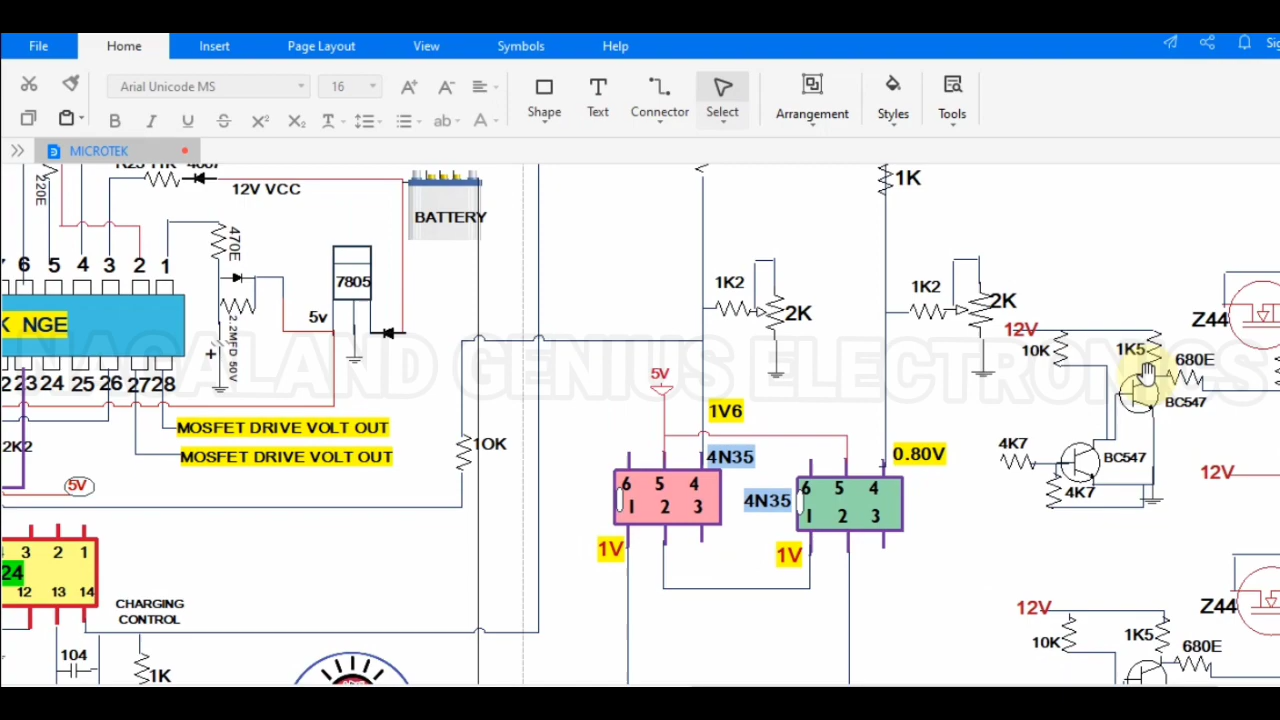 File Home Insert Page Layout View Symbols Help
Arial Unicode MS 16
Shape Text Connector Select Arrangement Styles Tools
MICROTEK
220E
12V VCC
BATTERY
1K
470E
6 5 4 3 2 1
7805
5v
1K2
2K
1K2
2K
NGE
2.2MFD 50V
NAGALAND GENIUS ELECTRONICS
12V
10K
1K5
680E
BC547
Z44
23 24 25 26 27 28
5V
MOSFET DRIVE VOLT OUT
MOSFET DRIVE VOLT OUT
2K2
10K
1V6
4N35
0.80V
4K7
BC547
4K7
12V
5V
6 5 4
1 2 3
4N35
6 5 4
1 2 3
1V
1V
3 2 1
24
12 13 14
CHARGING
CONTROL
104
1K
12V
10K
1K5
680E
Z44